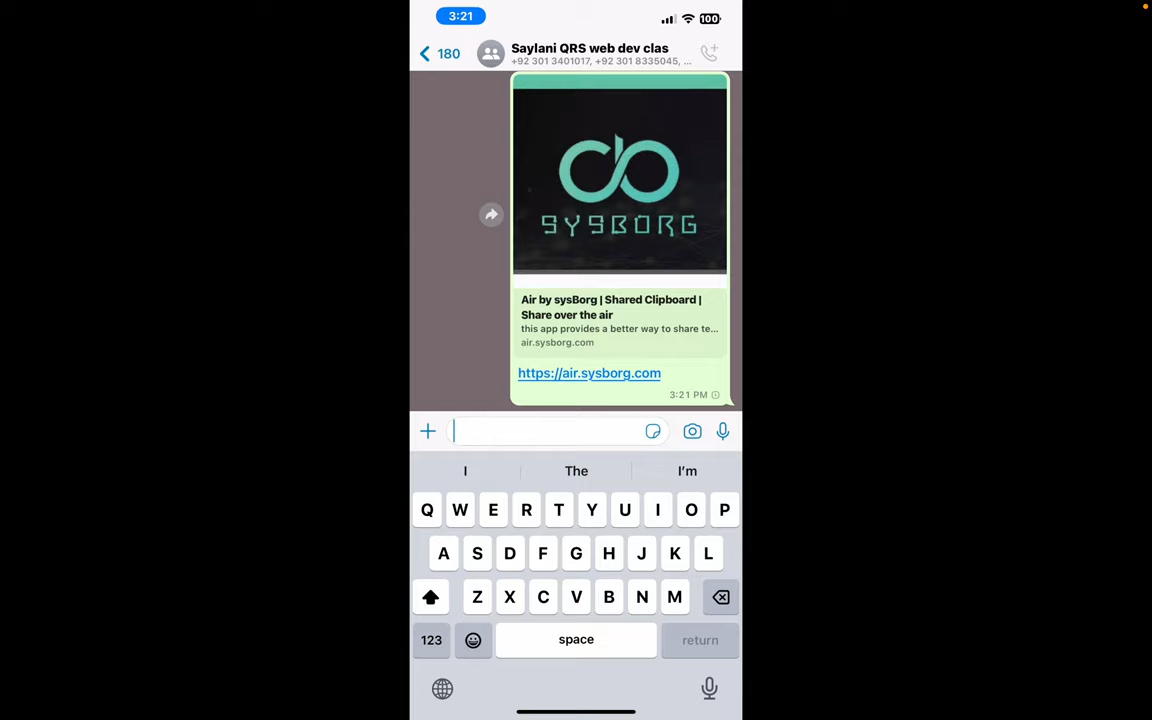 3:21
100
180
Saylani QRS web dev clas
+92 301 3401017, +92 301 8335045, ...
SYSBORG
Air by sysBorg | Shared Clipboard |
Share over the air
this app provides a better way to share te...
air.sysborg.com
https://air.sysborg.com
3:21 PM
I The I'm
Q W E R T Y U I O P
A S D F G H J K L
Z X C V B N M
123 space return